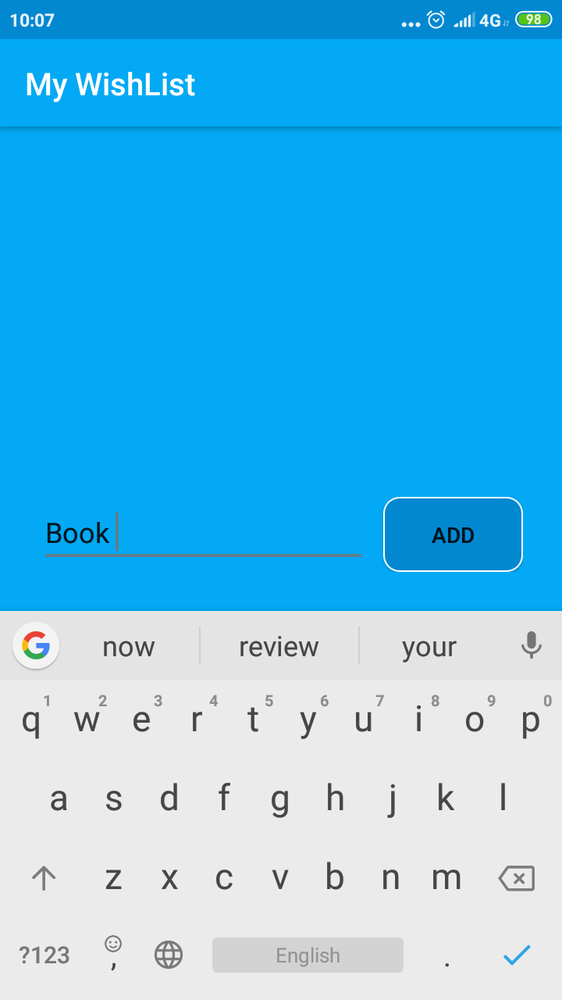 10:07 ... 4G 98
My WishList
Book ADD
now review your
1 2 3 4 5 6 7 8 9 0
q w e r t y u i o p
a s d f g h j k l
z x c v b n m
?123 , English .